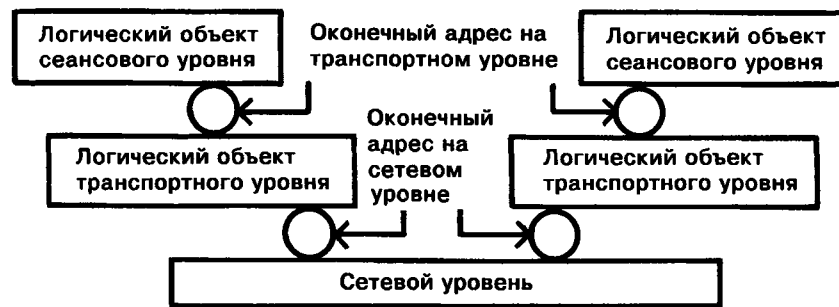 Логический объект
сеансового уровня
Оконечный адрес на
транспортном уровне
Логический объект
сеансового уровня
Оконечный
адрес на
сетевом
уровне
Логический объект
транспортного уровня
Логический объект
транспортного уровня
Сетевой уровень